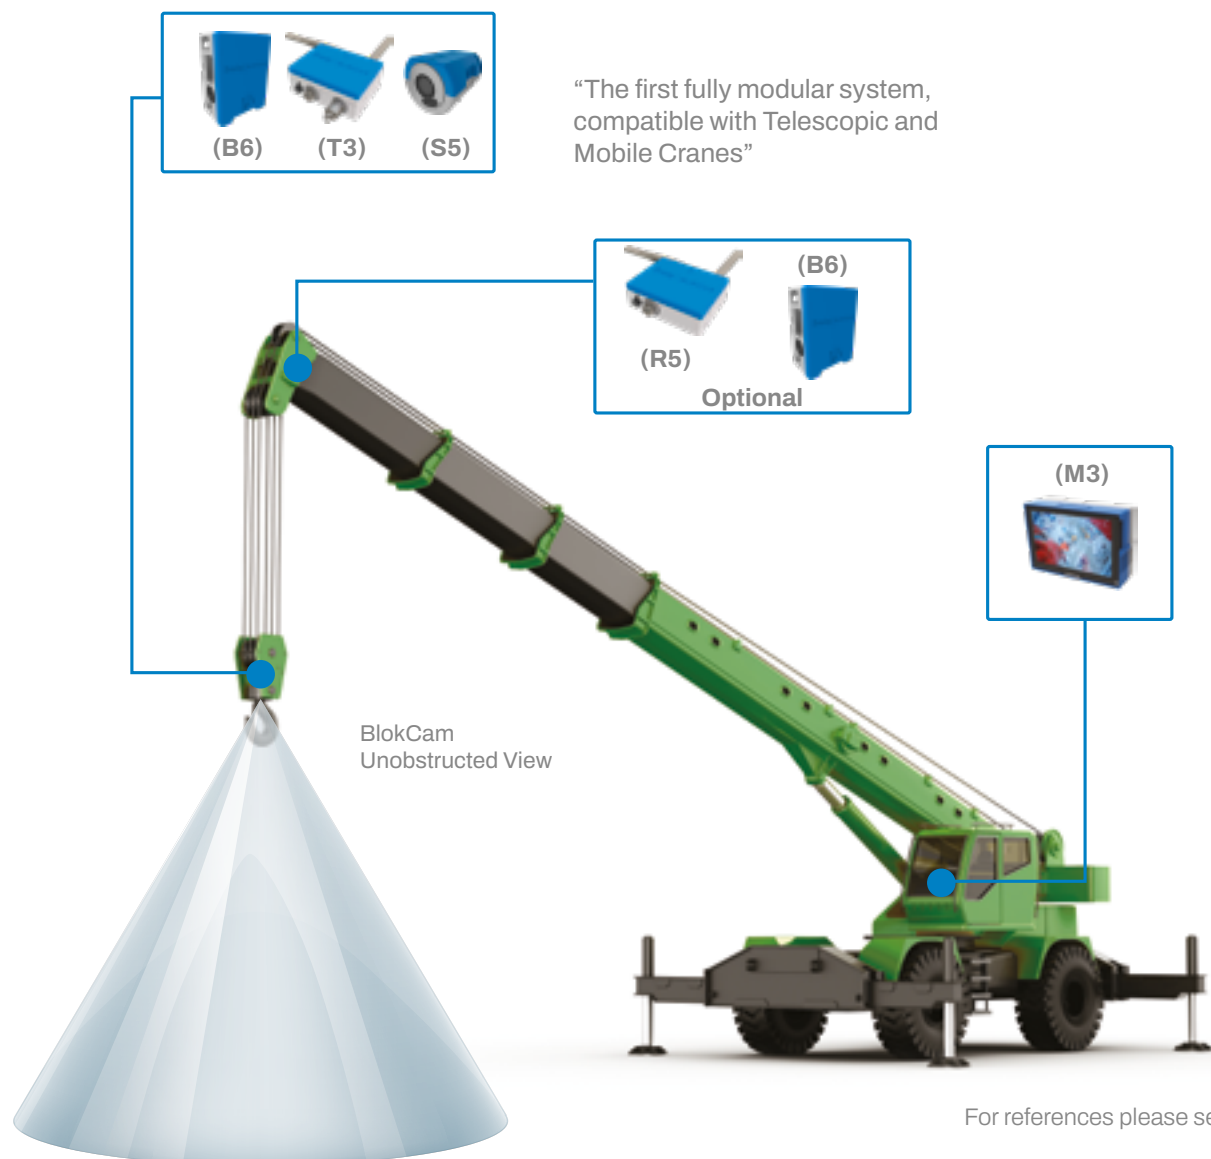 (B6) (T3) (S5)
“The first fully modular system,
compatible with Telescopic and
Mobile Cranes”
(B6)
(R5)
Optional
(M3)
BlokCam
Unobstructed View
For references please se